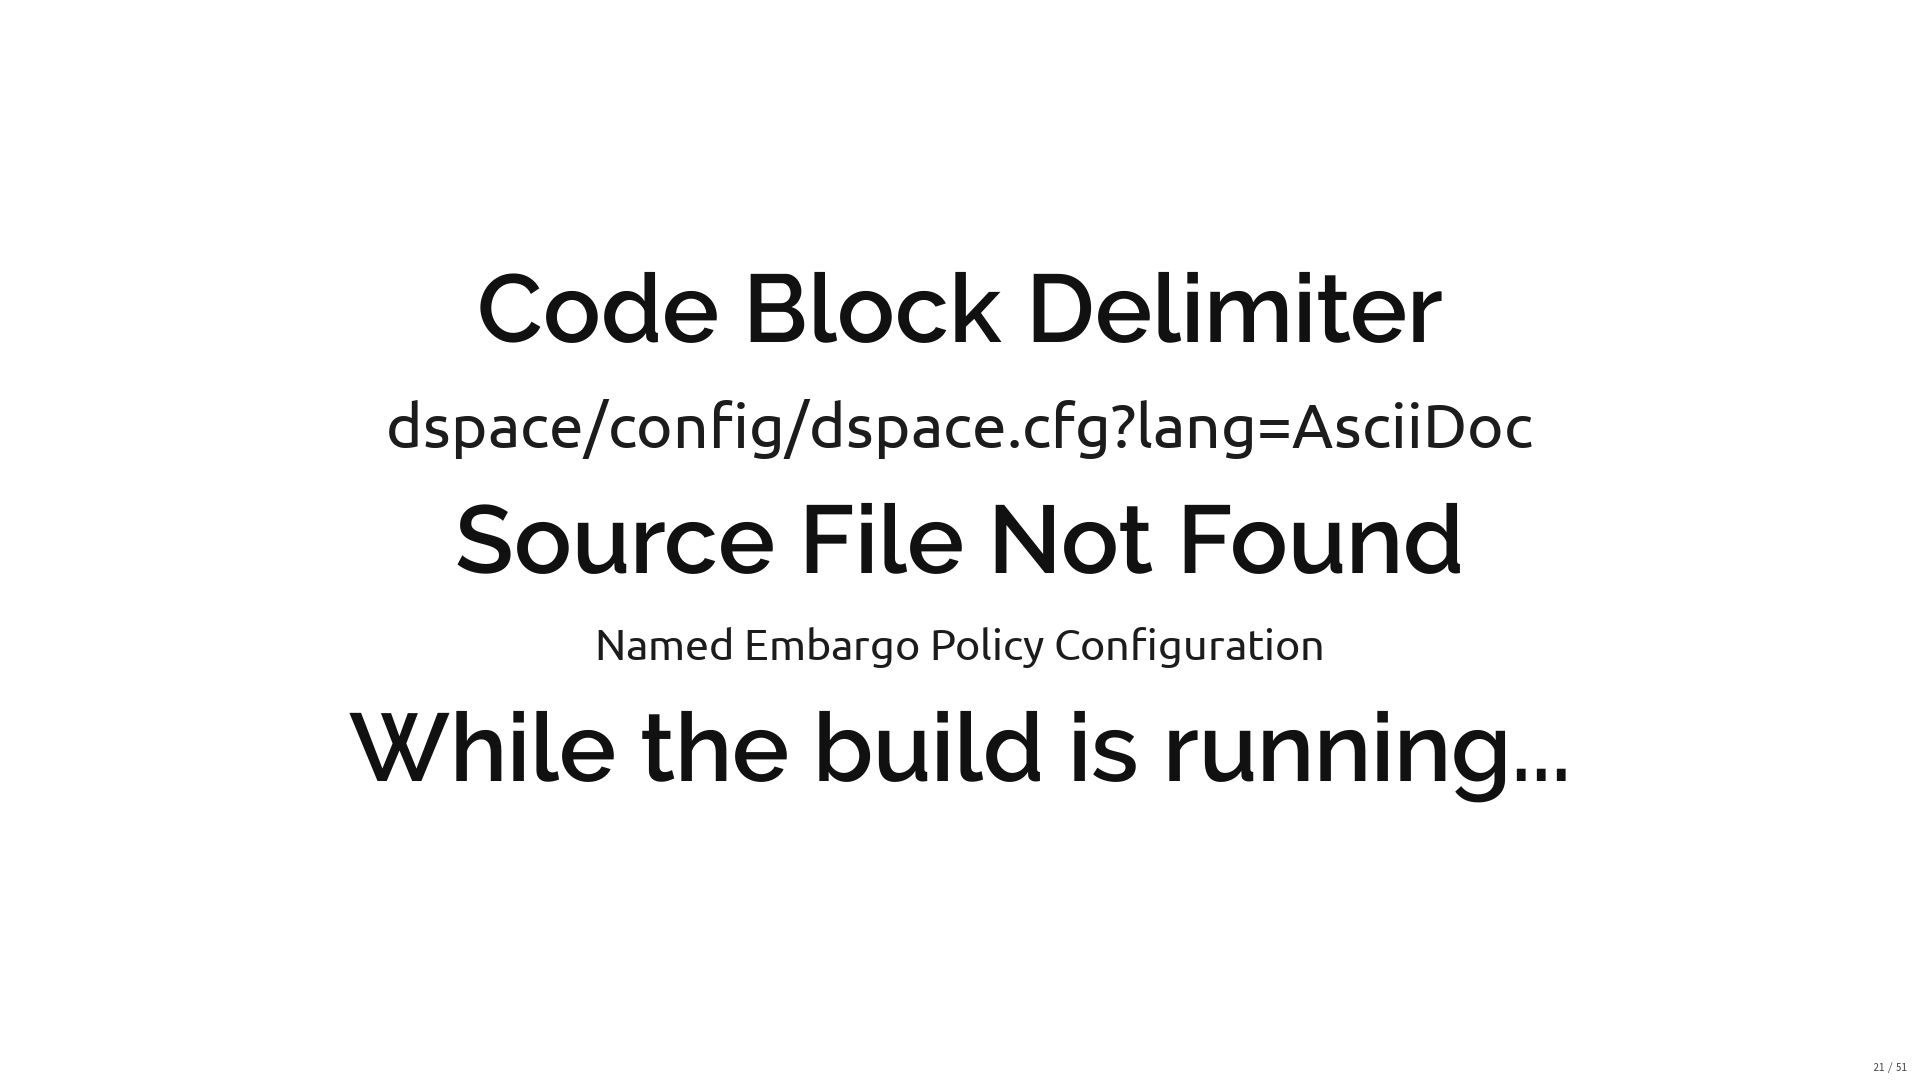 Code Block Delimiter
dspace/config/dspace.cfg?lang=AsciiDoc
Source File Not Found
Named Embargo Policy Configuration
While the build is running...
21 / 51